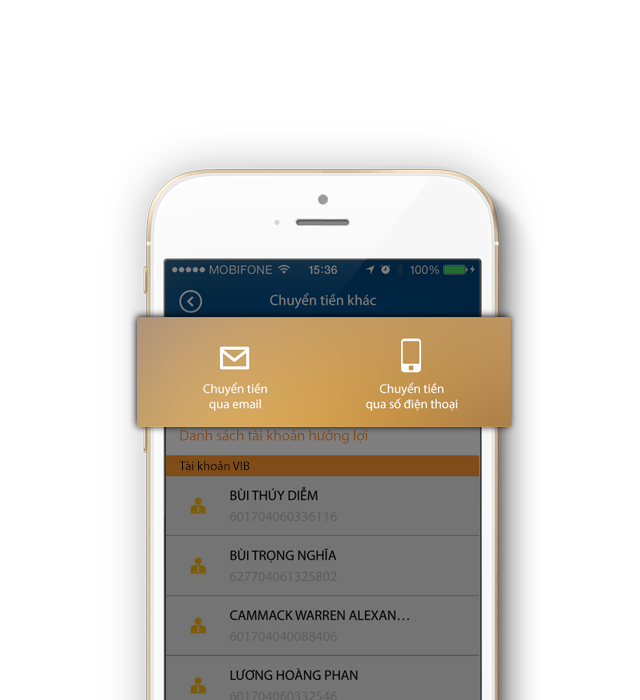 MOBIFONE 15:36 100%
Chuyển tiền khác
Chuyển tiền
qua email
Chuyển tiền
qua số điện thoại
Danh sách tài khoản hưởng lợi
Tài khoản VIB
BÙI THÚY DIỄM
601704060336116
BÙI TRỌNG NGHĨA
627704061325802
CAMMACK WARREN ALEXAN...
601704040088406
LƯƠNG HOÀNG PHAN
601704060332546